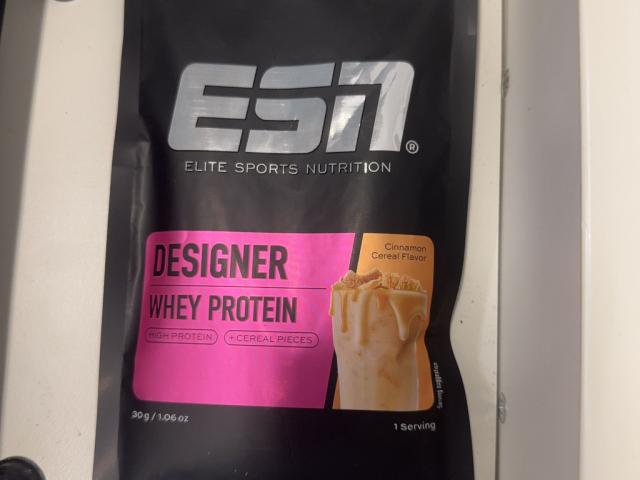 ESN®
ELITE SPORTS NUTRITION
DESIGNER
WHEY PROTEIN
HIGH PROTEIN + CEREAL PIECES
Cinnamon
Cereal Flavor
Serving suggestion
30g / 1.06 oz
1 Serving